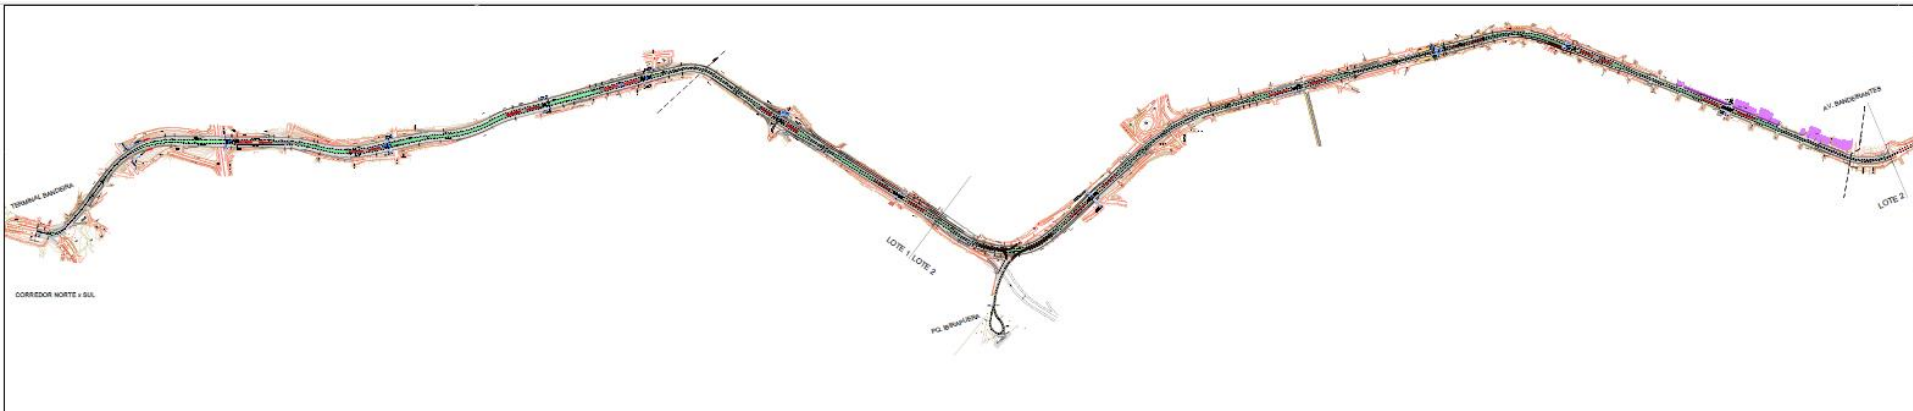 TERMINAL BANDEIRA
CORREDOR NORTE x SUL
LOTE 1
LOTE 2
PQ. IBIRAPUERA
AV. BANDEIRANTES
LOTE 2